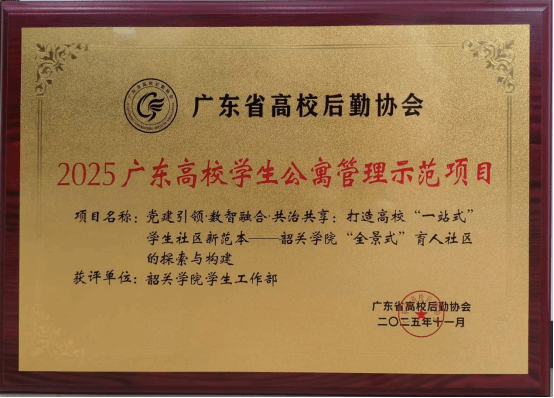 广东省高校后勤协会
2025广东高校学生公寓管理示范项目
项目名称：党建引领·数智融合·共治共享：打造高校“一站式”
学生社区新范本——韶关学院“全景式”育人社区
的探索与构建
获评单位：韶关学院学生工作部
广东省高校后勤协会
二〇二五年十一月